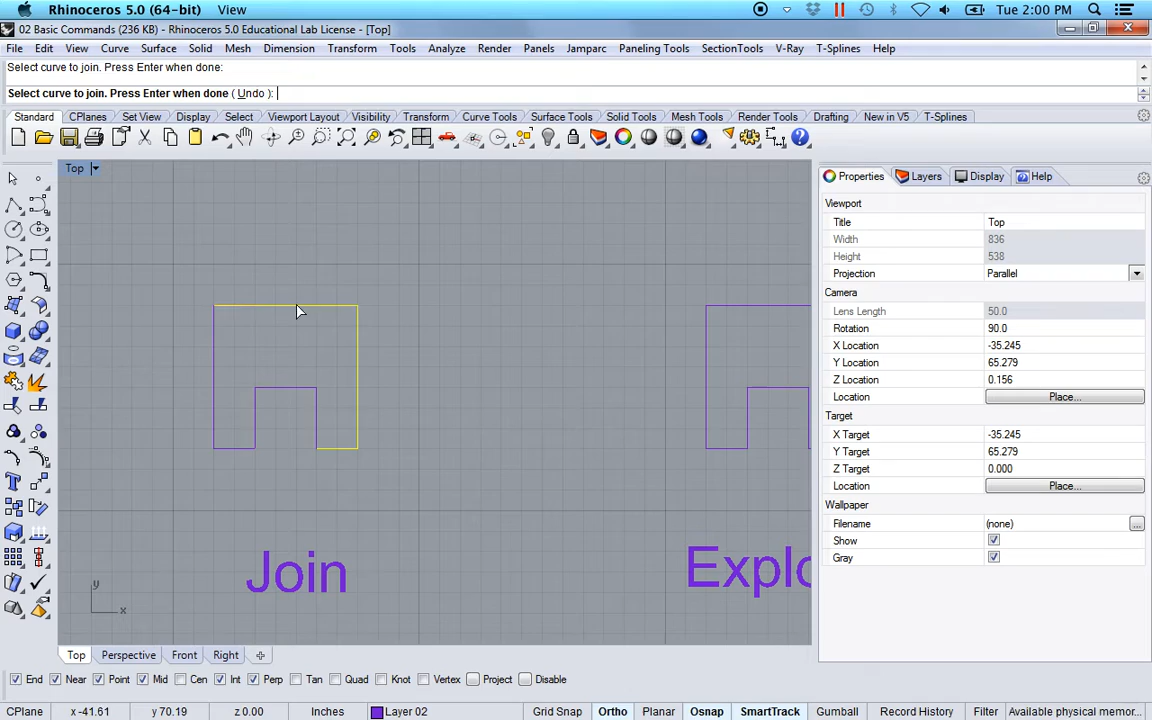 Rhinoceros 5.0 (64-bit) View Tue 2:00 PM
02 Basic Commands (236 KB) - Rhinoceros 5.0 Educational Lab License - [Top]
File Edit View Curve Surface Solid Mesh Dimension Transform Tools Analyze Render Panels Jamparc Paneling Tools SectionTools V-Ray T-Splines Help
Select curve to join. Press Enter when done:
Select curve to join. Press Enter when done ( Undo ):
Standard CPlanes Set View Display Select Viewport Layout Visibility Transform Curve Tools Surface Tools Solid Tools Mesh Tools Render Tools Drafting New in V5 T-Splines
Top
Properties Layers Display Help
Viewport
Title Top
Width 836
Height 538
Projection Parallel
Camera
Lens Length 50.0
Rotation 90.0
X Location -35.245
Y Location 65.279
Z Location 0.156
Location Place...
Target
X Target -35.245
Y Target 65.279
Z Target 0.000
Location Place...
Wallpaper
Filename (none) ...
Show
Gray
Join
Explo
y
x
Top Perspective Front Right
End Near Point Mid Cen Int Perp Tan Quad Knot Vertex Project Disable
CPlane x -41.61 y 70.19 z 0.00 Inches Layer 02 Grid Snap Ortho Planar Osnap SmartTrack Gumball Record History Filter Available physical memor...